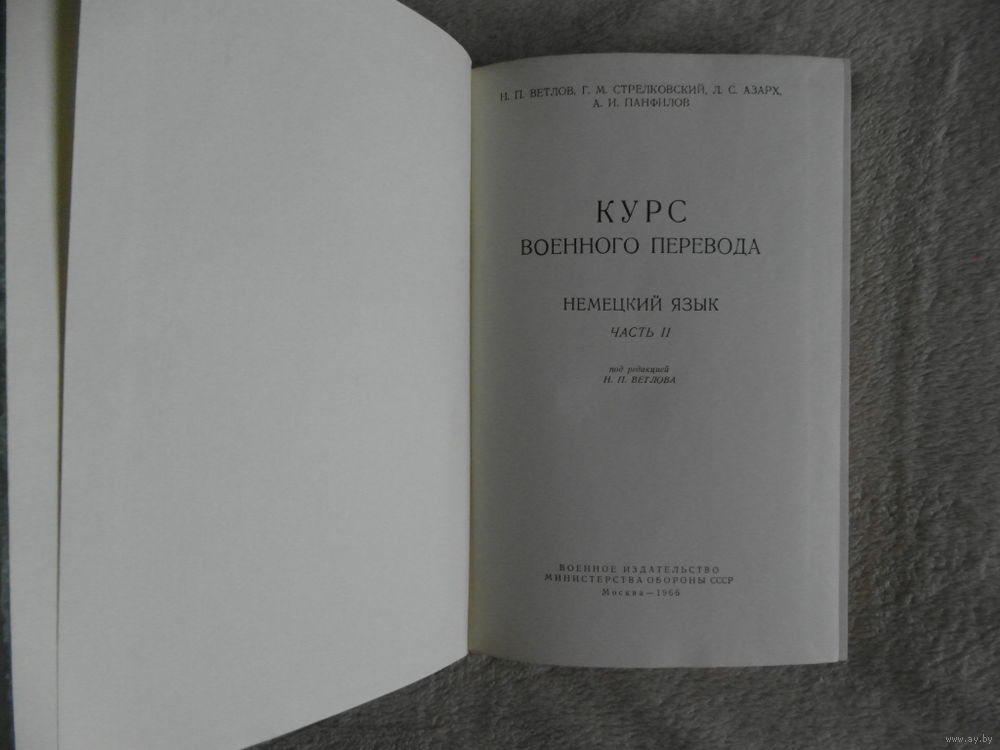 Н. П. ВЕТЛОВ, Г. М. СТРЕЛКОВСКИЙ, Л. С. АЗАРХ,
А. И. ПАНФИЛОВ
КУРС
ВОЕННОГО ПЕРЕВОДА
НЕМЕЦКИЙ ЯЗЫК
ЧАСТЬ II
под редакцией
Н. П. ВЕТЛОВА
ВОЕННОЕ ИЗДАТЕЛЬСТВО
МИНИСТЕРСТВА ОБОРОНЫ СССР
Москва—1966
www.ay.by